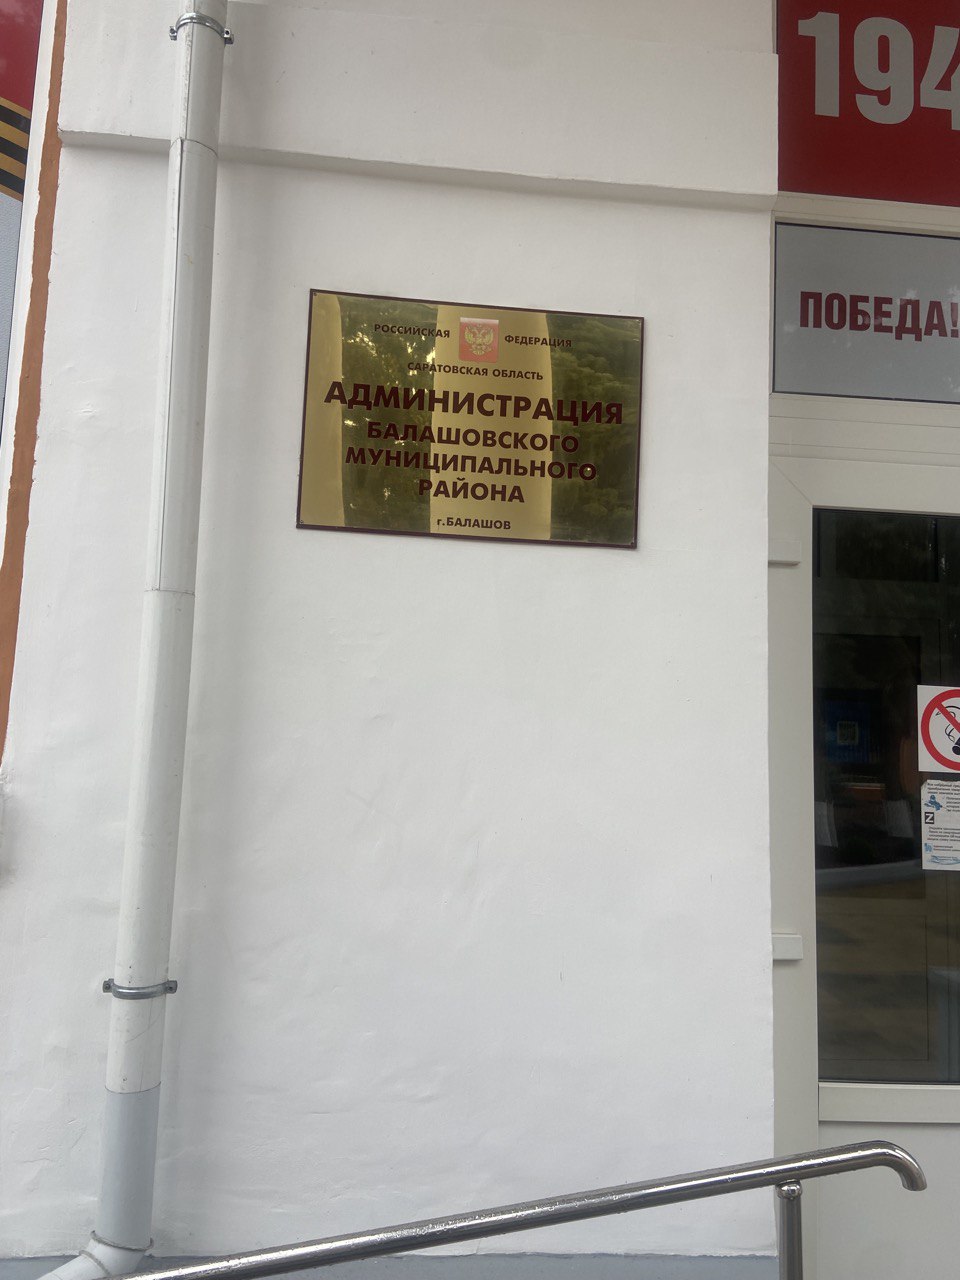 194
ПОБЕДА!
РОССИЙСКАЯ ФЕДЕРАЦИЯ
САРАТОВСКАЯ ОБЛАСТЬ
АДМИНИСТРАЦИЯ
БАЛАШОВСКОГО
МУНИЦИПАЛЬНОГО
РАЙОНА
г.БАЛАШОВ
Z